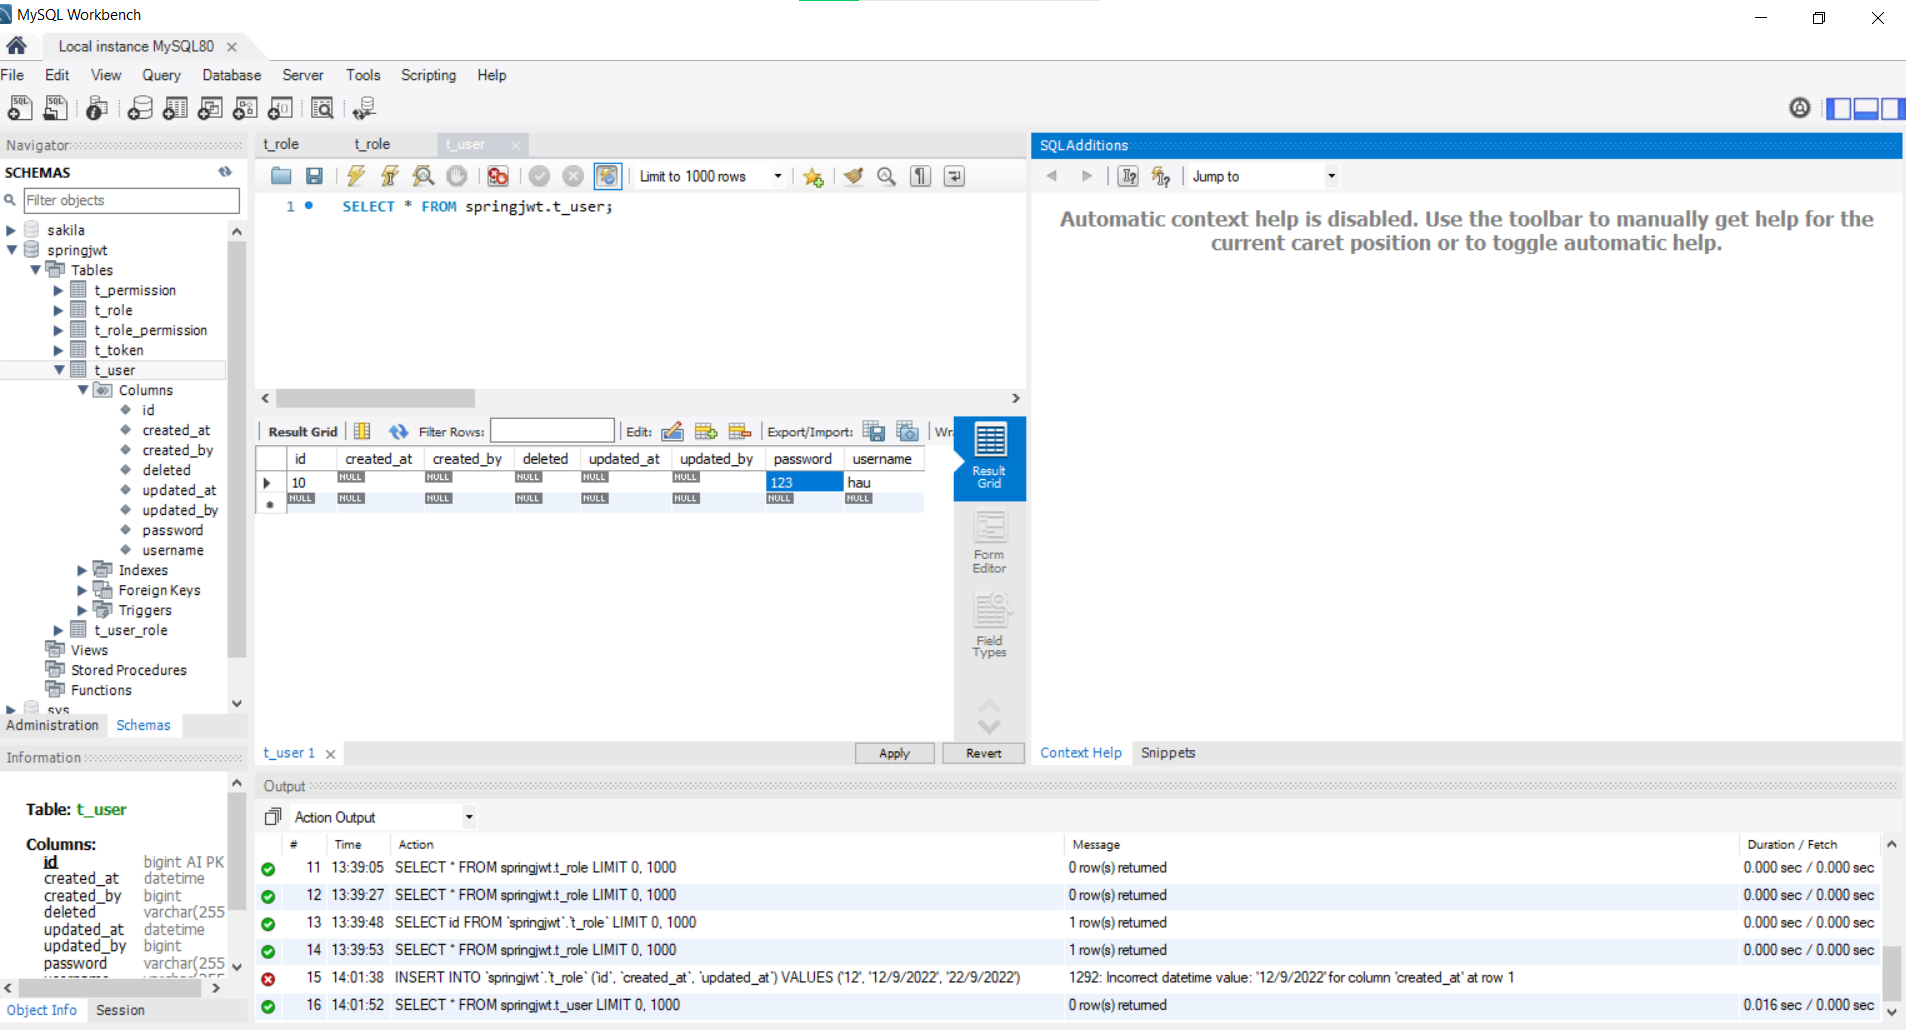 MySQL Workbench
Local instance MySQL80
File Edit View Query Database Server Tools Scripting Help
Navigator
SCHEMAS
Filter objects
sakila
springjwt
Tables
t_permission
t_role
t_role_permission
t_token
t_user
Columns
id
created_at
created_by
deleted
updated_at
updated_by
password
username
Indexes
Foreign Keys
Triggers
t_user_role
Views
Stored Procedures
Functions
sys
Administration Schemas
Information
Table: t_user
Columns:
id bigint AI PK
created_at datetime
created_by bigint
deleted varchar(255
updated_at datetime
updated_by bigint
password varchar(255
Object Info Session
t_role t_role t_user
Limit to 1000 rows
1 SELECT * FROM springjwt.t_user;
Result Grid Filter Rows: Edit: Export/Import: Wr
id created_at created_by deleted updated_at updated_by password username
10 NULL NULL NULL NULL NULL 123 hau
NULL NULL NULL NULL NULL NULL NULL NULL
Result
Grid
Form
Editor
Field
Types
t_user 1 Apply Revert
SQLAdditions
Jump to
Automatic context help is disabled. Use the toolbar to manually get help for the
current caret position or to toggle automatic help.
Context Help Snippets
Output
Action Output
# Time Action Message Duration / Fetch
11 13:39:05 SELECT * FROM springjwt.t_role LIMIT 0, 1000 0 row(s) returned 0.000 sec / 0.000 sec
12 13:39:27 SELECT * FROM springjwt.t_role LIMIT 0, 1000 0 row(s) returned 0.000 sec / 0.000 sec
13 13:39:48 SELECT id FROM `springjwt`.`t_role` LIMIT 0, 1000 1 row(s) returned 0.000 sec / 0.000 sec
14 13:39:53 SELECT * FROM springjwt.t_role LIMIT 0, 1000 1 row(s) returned 0.000 sec / 0.000 sec
15 14:01:38 INSERT INTO `springjwt`.`t_role` (`id`, `created_at`, `updated_at`) VALUES ('12', '12/9/2022', '22/9/2022') 1292: Incorrect datetime value: '12/9/2022' for column 'created_at' at row 1
16 14:01:52 SELECT * FROM springjwt.t_user LIMIT 0, 1000 0 row(s) returned 0.016 sec / 0.000 sec